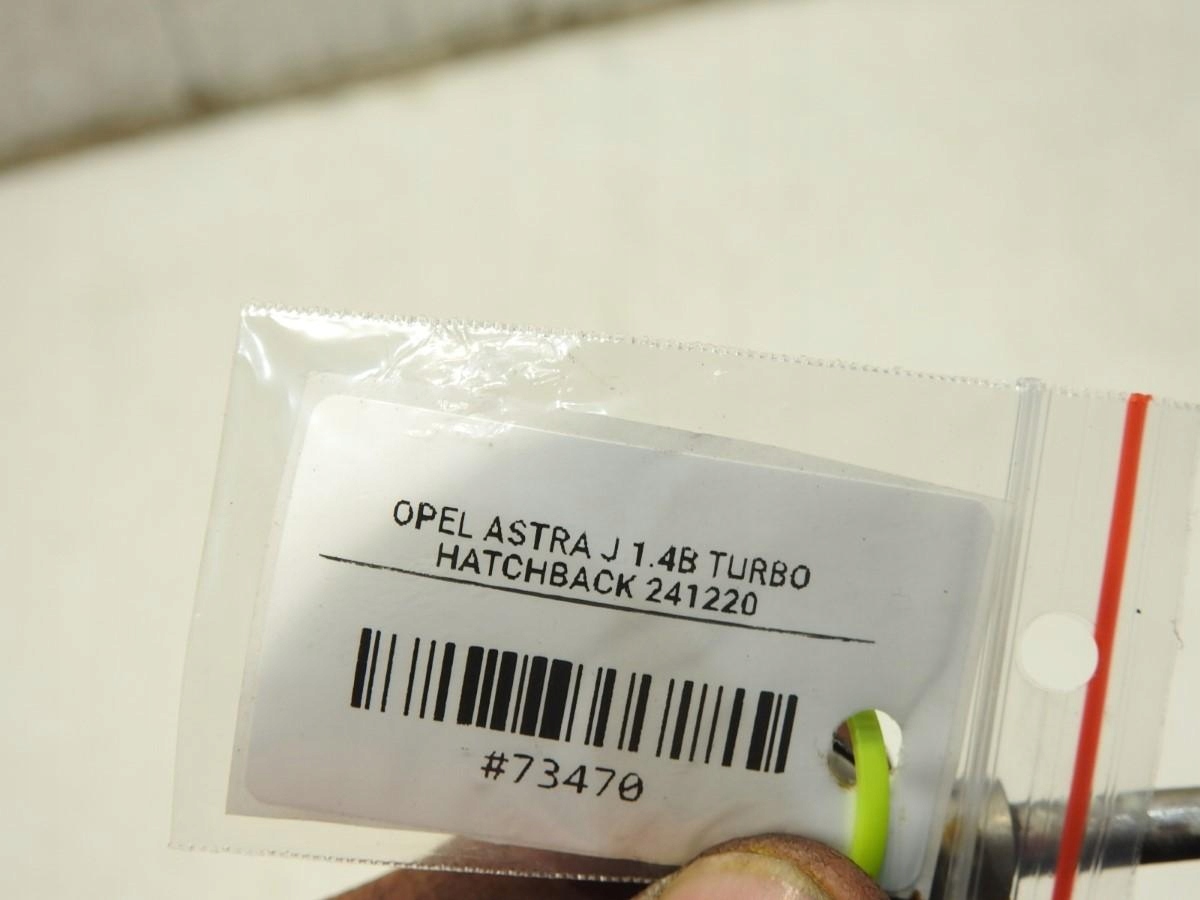 OPEL ASTRA J 1.4B TURBO
HATCHBACK 241220
#73470